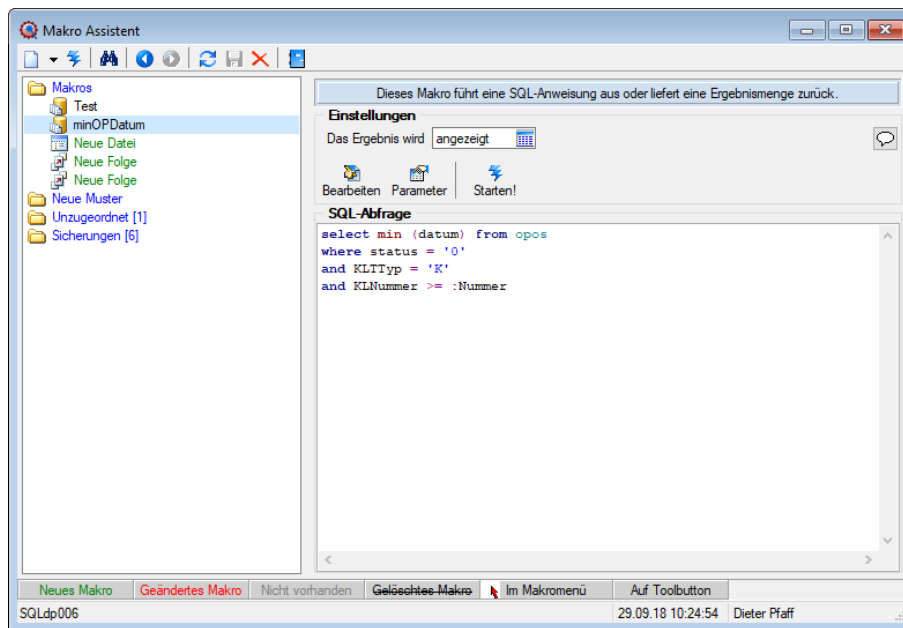 Makro Assistent
Makros
Test
minOPDatum
Neue Datei
Neue Folge
Neue Folge
Neue Muster
Unzugeordnet [1]
Sicherungen [6]
Dieses Makro führt eine SQL-Anweisung aus oder liefert eine Ergebnismenge zurück.
Einstellungen
Das Ergebnis wird angezeigt
Bearbeiten Parameter Starten!
SQL-Abfrage
select min (datum) from opos
where status = '0'
and KLTTyp = 'K'
and KLNummer >= :Nummer
Neues Makro Geändertes Makro Nicht vorhanden Gelöschtes Makro Im Makromenü Auf Toolbutton
SQLdp006 29.09.18 10:24:54 Dieter Pfaff